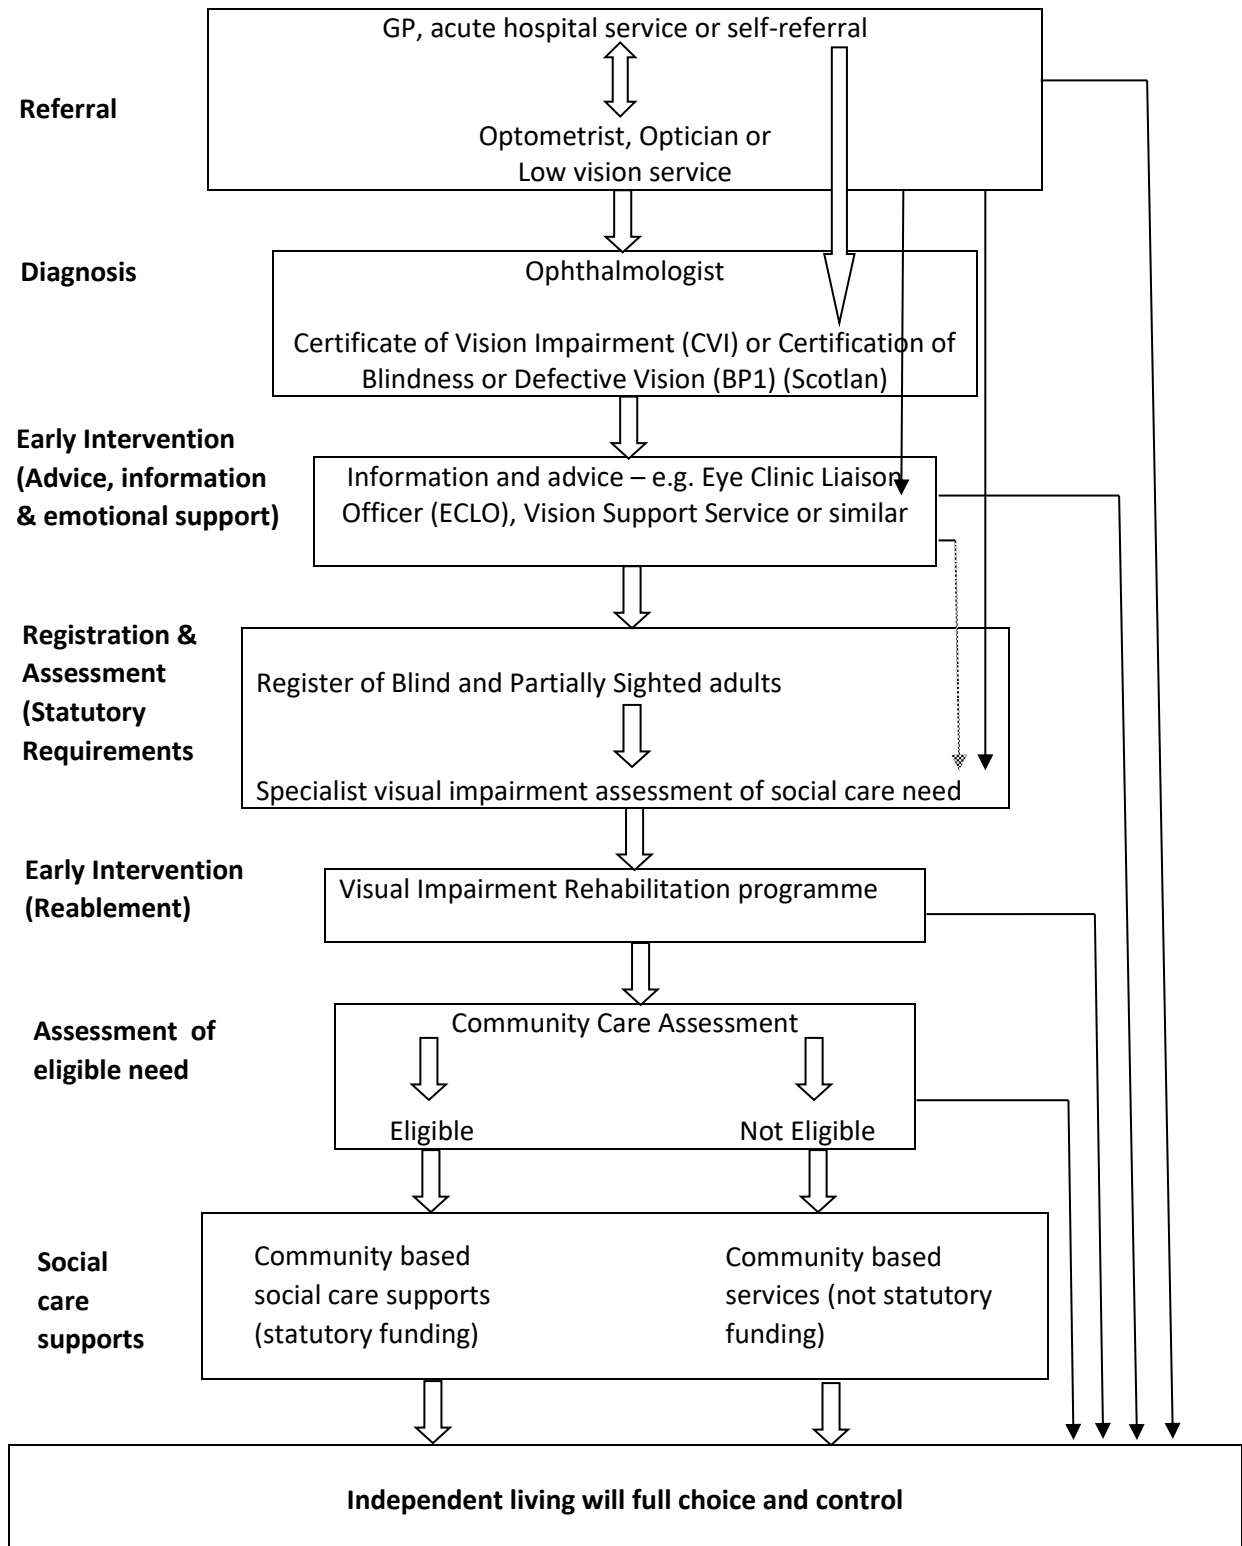 GP, acute hospital service or self-referral
Referral
Optometrist, Optician or
Low vision service
Diagnosis
Ophthalmologist
Certificate of Vision Impairment (CVI) or Certification of
Blindness or Defective Vision (BP1) (Scotlan)
Early Intervention
(Advice, information
& emotional support)
Information and advice – e.g. Eye Clinic Liaison
Officer (ECLO), Vision Support Service or similar
Registration &
Assessment
(Statutory
Requirements
Register of Blind and Partially Sighted adults
Specialist visual impairment assessment of social care need
Early Intervention
(Reablement)
Visual Impairment Rehabilitation programme
Assessment of
eligible need
Community Care Assessment
Eligible
Not Eligible
Social
care
supports
Community based
social care supports
(statutory funding)
Community based
services (not statutory
funding)
Independent living will full choice and control